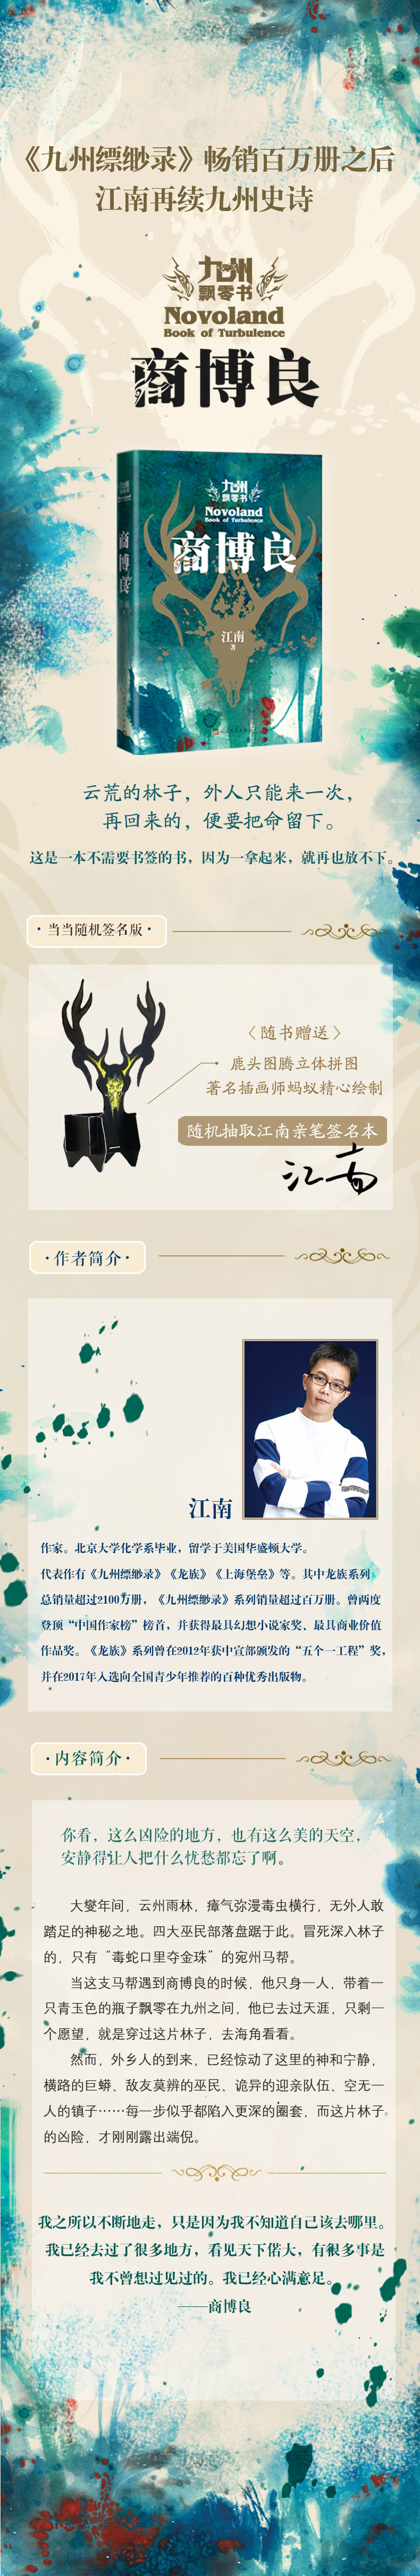 《九州缥缈录》畅销百万册之后
江南再续九州史诗
九州
飘零书
Novoland
Book of Turbulence
商博良
九州
飘零书
Novoland
Book of Turbulence
商博良
江南
著
商博良
云荒的林子，外人只能来一次，
再回来的，便要把命留下。
这是一本不需要书签的书，因为一拿起来，就再也放不下。
·当当随机签名版·
〈随书赠送〉
鹿头图腾立体拼图
著名插画师蚂蚁精心绘制
随机抽取江南亲笔签名本
江南
·作者简介·
江南
作家。北京大学化学系毕业，留学于美国华盛顿大学。
代表作有《九州缥缈录》《龙族》《上海堡垒》等。其中龙族系列
总销量超过2100万册，《九州缥缈录》系列销量超过百万册。曾两度
登顶“中国作家榜”榜首，并获得最具幻想小说家奖、最具商业价值
作品奖。《龙族》系列曾在2012年获中宣部颁发的“五个一工程”奖，
并在2017年入选向全国青少年推荐的百种优秀出版物。
·内容简介·
你看，这么凶险的地方，也有这么美的天空，
安静得让人把什么忧愁都忘了啊。
大燮年间，云州雨林，瘴气弥漫毒虫横行，无外人敢
踏足的神秘之地。四大巫民部落盘踞于此。冒死深入林子
的，只有“毒蛇口里夺金珠”的宛州马帮。
当这支马帮遇到商博良的时候，他只身一人，带着一
只青玉色的瓶子飘零在九州之间，他已去过天涯，只剩一
个愿望，就是穿过这片林子，去海角看看。
然而，外乡人的到来，已经惊动了这里的神和宁静，
横路的巨蟒、敌友莫辨的巫民、诡异的迎亲队伍、空无一
人的镇子……每一步似乎都陷入更深的圈套，而这片林子
的凶险，才刚刚露出端倪。
我之所以不断地走，只是因为我不知道自己该去哪里。
我已经去过了很多地方，看见天下偌大，有很多事是
我不曾想过见过的。我已经心满意足。
——商博良